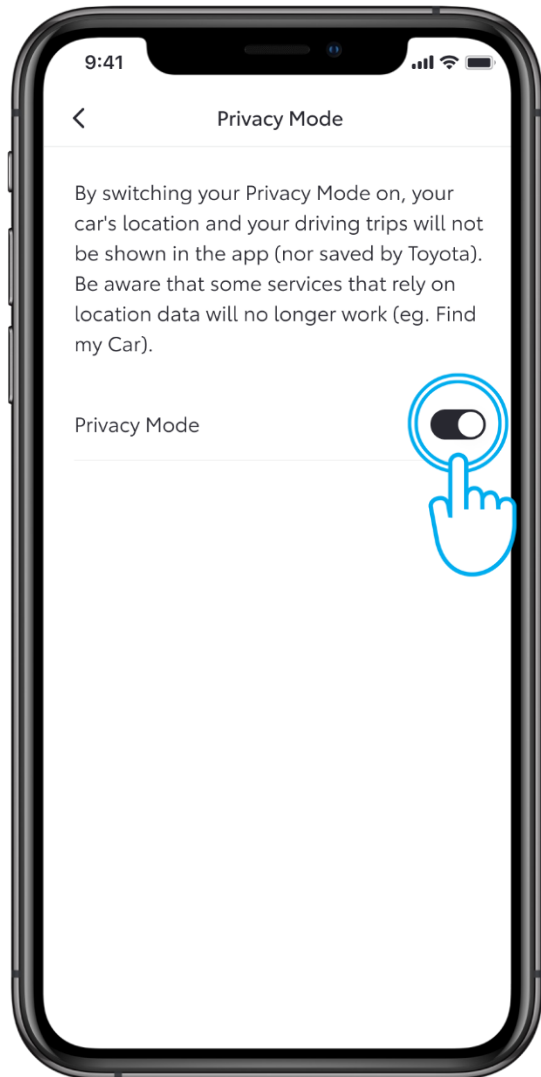 9:41
Privacy Mode
By switching your Privacy Mode on, your
car's location and your driving trips will not
be shown in the app (nor saved by Toyota).
Be aware that some services that rely on
location data will no longer work (eg. Find
my Car).
Privacy Mode